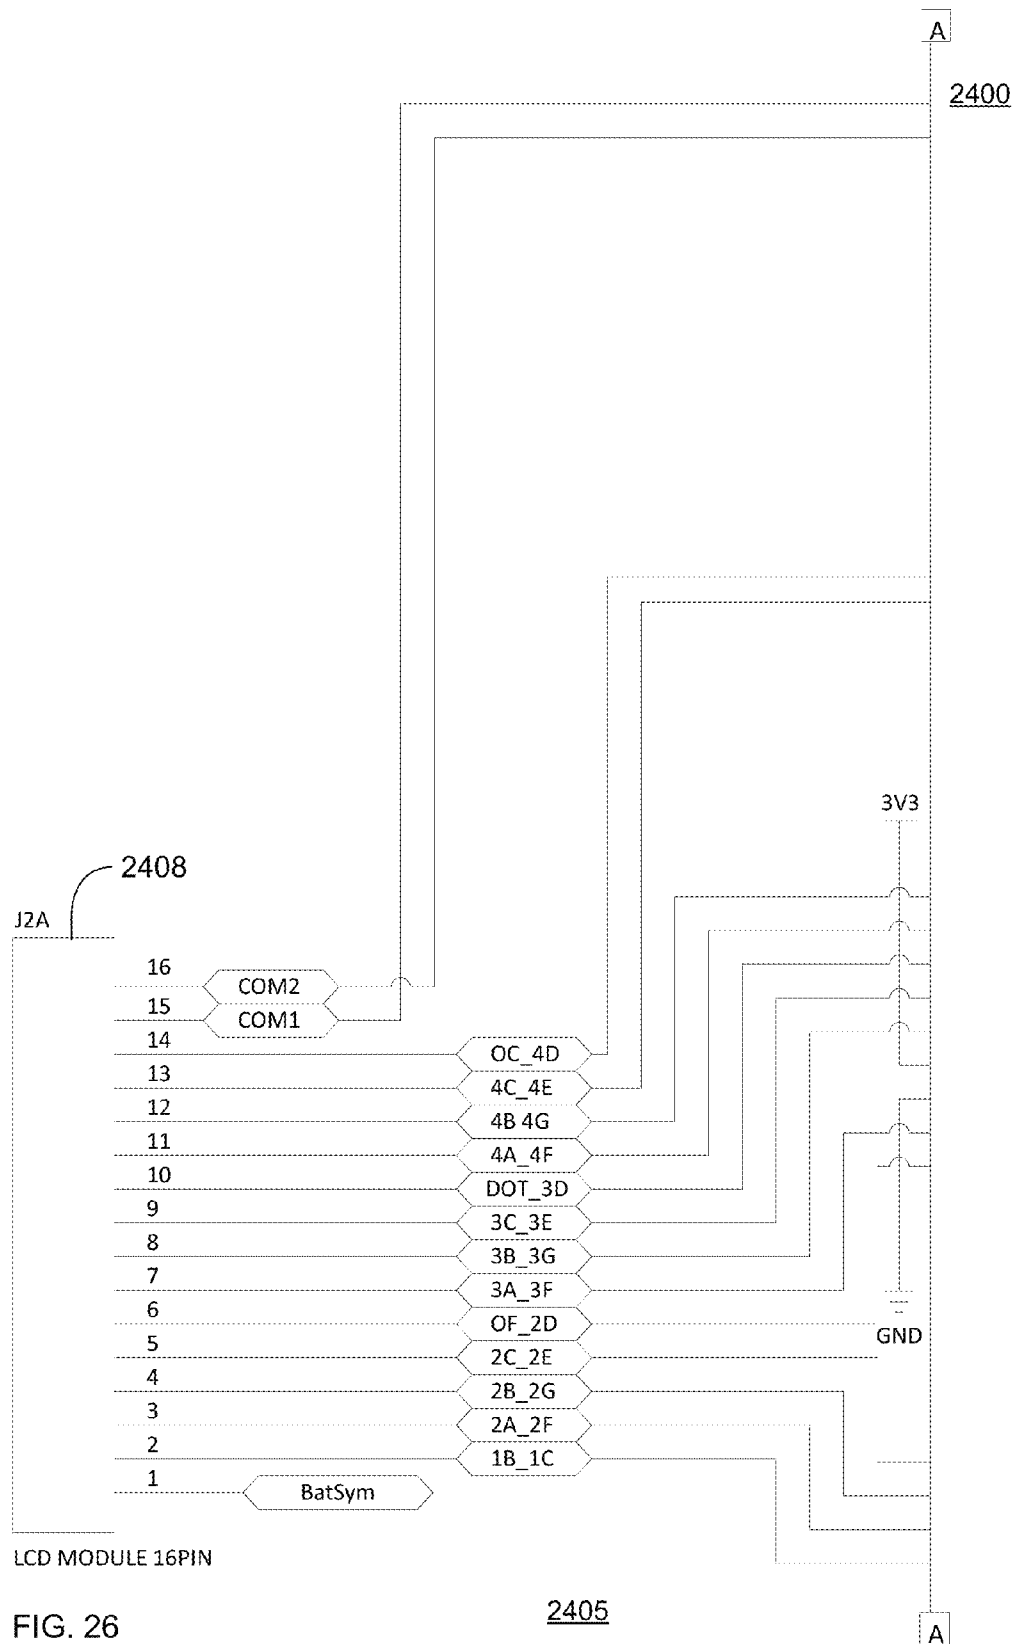 A
2400
3V3
2408
J2A
16
COM2
15
COM1
14
OC_4D
13
4C_4E
12
4B 4G
11
4A_4F
10
DOT_3D
9
3C_3E
8
3B_3G
7
3A_3F
6
OF_2D
GND
5
2C_2E
4
2B_2G
3
2A_2F
2
1B_1C
1
BatSym
LCD MODULE 16PIN
2405
FIG. 26
A